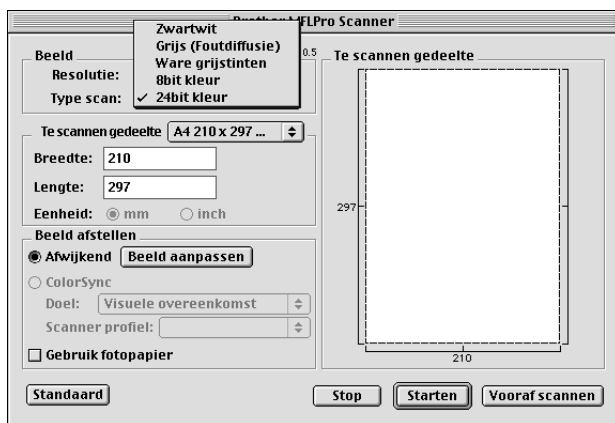 Brother MFLPro Scanner
Zwartwit
Grijs (Foutdiffusie)
Ware grijstinten
8bit kleur
✓ 24bit kleur
Beeld
0.5
Resolutie:
Type scan:
Te scannen gedeelte A4 210 x 297 ...
Breedte: 210
Lengte: 297
Eenheid: mm inch
Beeld afstellen
Afwijkend Beeld aanpassen
ColorSync
Doel: Visuele overeenkomst
Scanner profiel:
Gebruik fotopapier
Te scannen gedeelte
297
210
Standaard Stop Starten Vooraf scannen